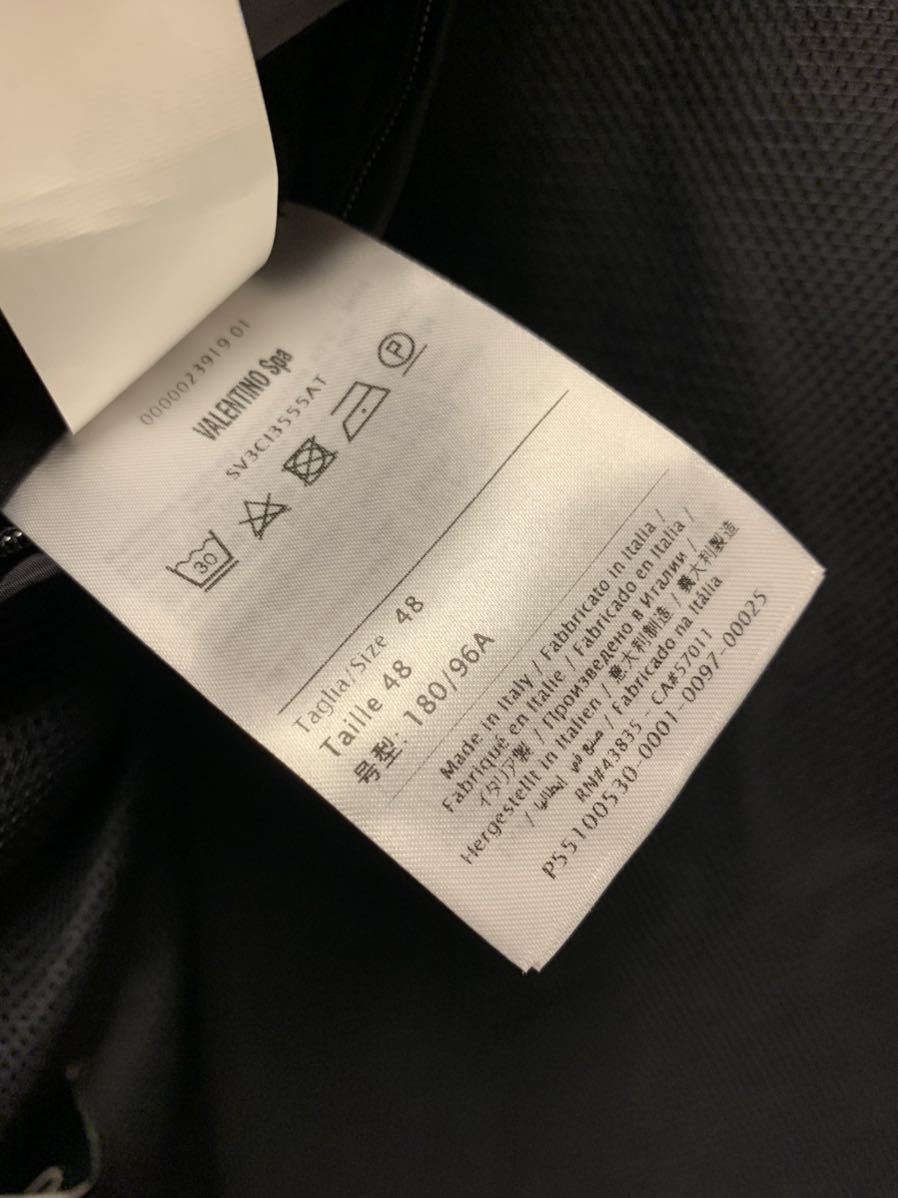 0000023919 01
VALENTINO Spa
SV3CI3555AT
30
P
Taglia/Size 48
Taille 48
号型: 180/96A
Made in Italy / Fabbricato in Italia /
Fabriqué en Italie / Fabricado en Italia /
イタリア製 / Произведено в Италии /
Hergestellt in Italien / 意大利制造 / 義大利製造
/ صنع في إيطاليا / Fabricado na Itália
RM#43835 - CA#57011
P55100530-0001-0097-00025